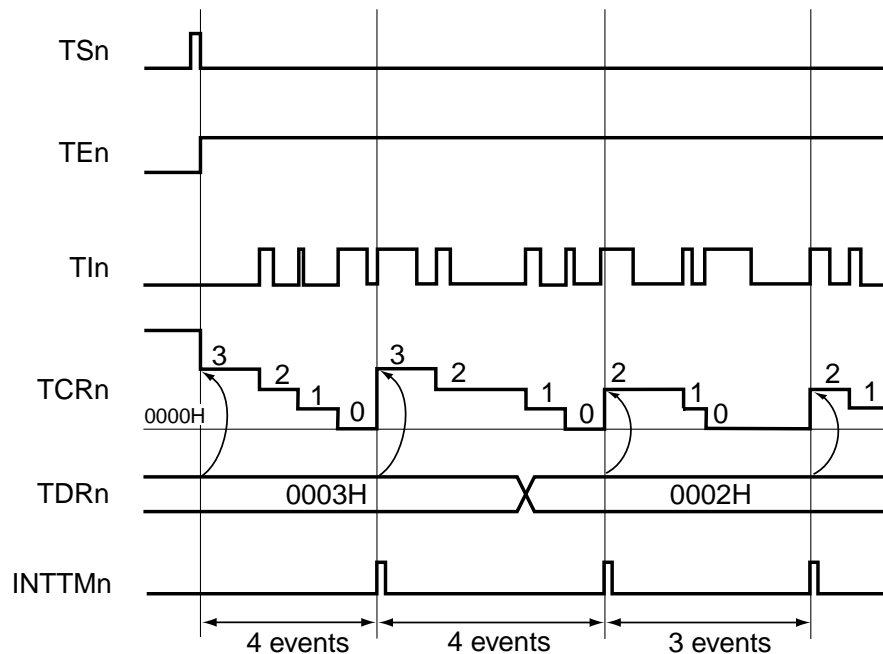 TSn
TEn
TIn
TCRn
3 2 1 0 3 2 1 0 2 1 0 2 1
0000H
TDRn
0003H 0002H
INTTMn
4 events 4 events 3 events